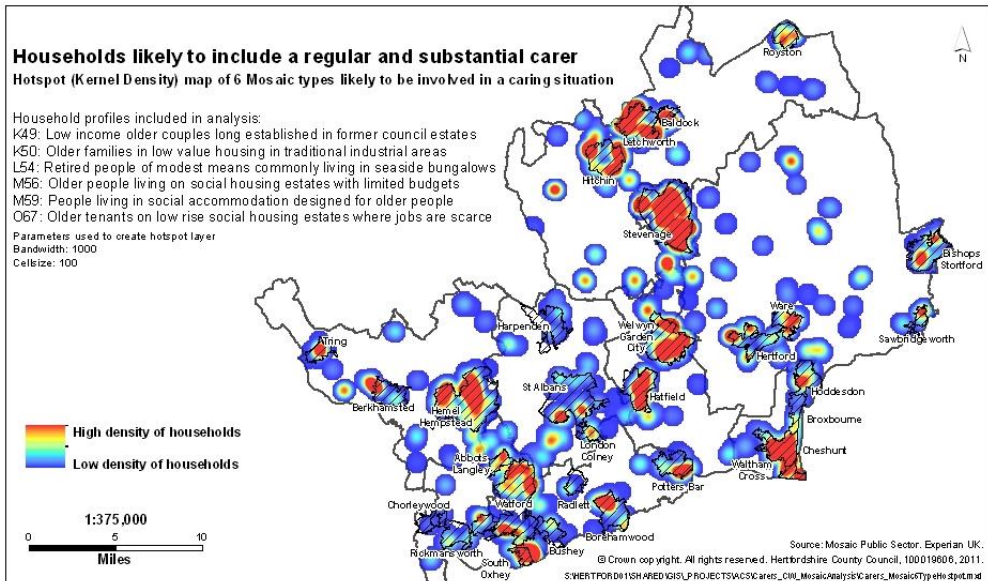 Households likely to include a regular and substantial carer
Hotspot (Kernel Density) map of 6 Mosaic types likely to be involved in a caring situation
Household profiles included in analysis:
K49: Low income older couples long established in former council estates
K50: Older families in low value housing in traditional industrial areas
L54: Retired people of modest means commonly living in seaside bungalows
M56: Older people living on social housing estates with limited budgets
M59: People living in social accommodation designed for older people
O67: Older tenants on low rise social housing estates where jobs are scarce
Parameters used to create hotspot layer
Bandwidth: 1000
Cellsize: 100
N
Royston
Baldock
Letchworth
Hitchin
Stevenage
Bishops
Stortford
Sawbridgeworth
Ware
Hertford
Welwyn
Garden
City
Harpenden
Tring
Berkhamsted
Hemel
Hempstead
St Albans
Hatfield
London
Colney
Hoddesdon
Broxbourne
Cheshunt
Waltham
Cross
Potters Bar
Abbots
Langley
Watford
Radlett
Borehamwood
Bushey
Chorleywood
Rickmansworth
South
Oxhey
High density of households
Low density of households
1:375,000
0 5 10
Miles
Source: Mosaic Public Sector. Experian UK.
© Crown copyright. All rights reserved. Hertfordshire County Council, 100019606, 2011.
S:\HERTFORD01\SHARED\GIS\_PROJECTS\ACS\Carers_CIW_MosaicAnalysis\Carers_Mosaic6TypeHotspot.mxd